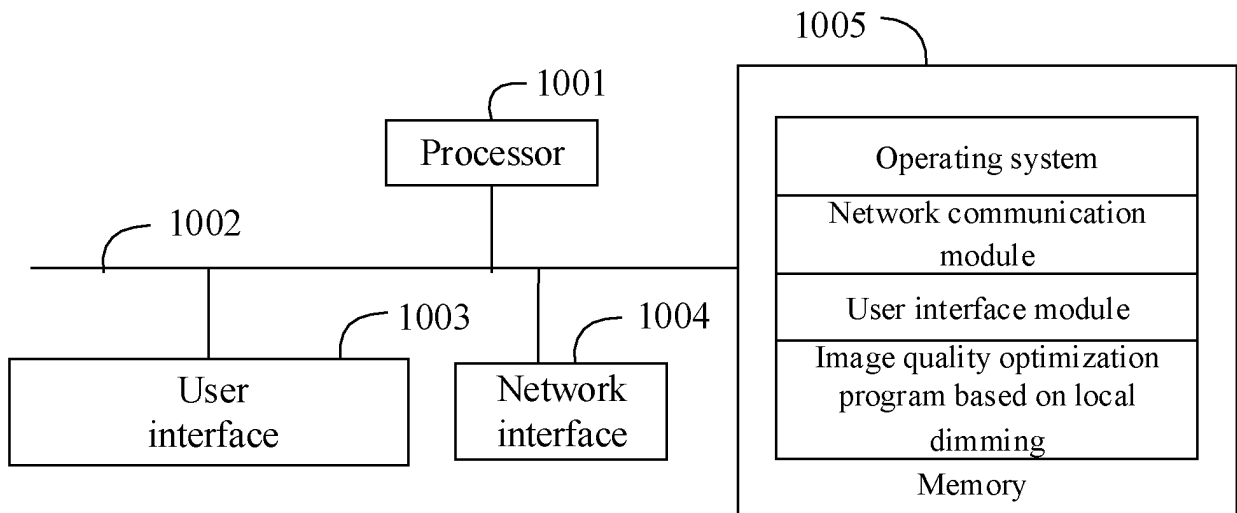 1005
1001
Processor
1002
1003
User
interface
1004
Network
interface
Operating system
Network communication
module
User interface module
Image quality optimization
program based on local
dimming
Memory